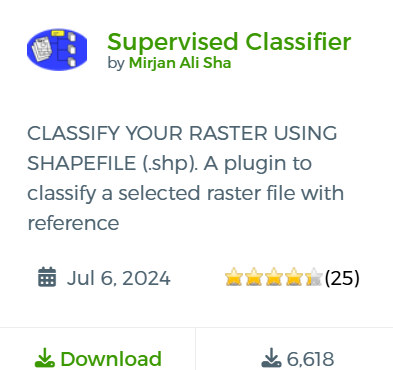 Supervised Classifier
by Mirjan Ali Sha
CLASSIFY YOUR RASTER USING
SHAPEFILE (.shp). A plugin to
classify a selected raster file with
reference
Jul 6, 2024
(25)
Download
6,618